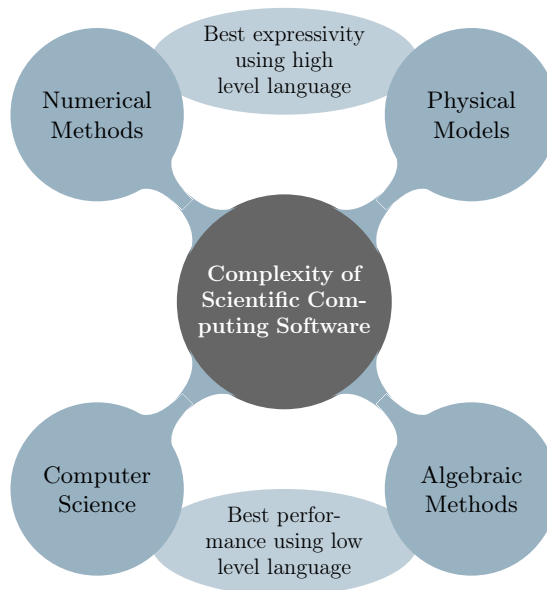 Best expressivity
using high
level language
Numerical
Methods
Physical
Models
Complexity of
Scientific Com-
puting Software
Computer
Science
Algebraic
Methods
Best perfor-
mance using low
level language